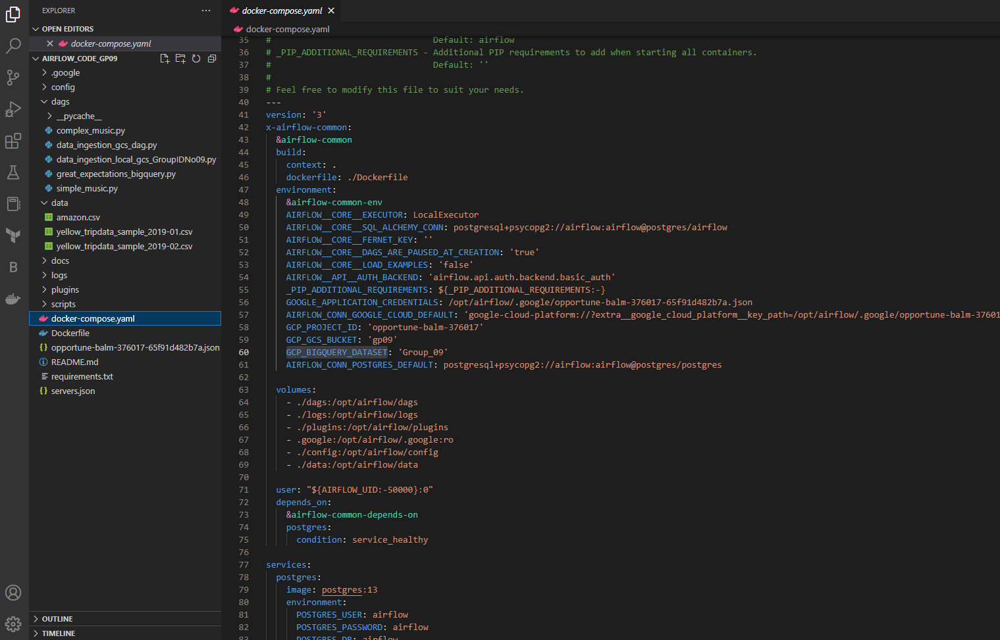 EXPLORER
OPEN EDITORS
docker-compose.yaml
AIRFLOW_CODE_GP09
.google
config
dags
__pycache__
complex_music.py
data_ingestion_gcs_dag.py
data_ingestion_local_gcs_GroupIDNo09.py
great_expectations_bigquery.py
simple_music.py
data
amazon.csv
yellow_tripdata_sample_2019-01.csv
yellow_tripdata_sample_2019-02.csv
docs
logs
plugins
scripts
docker-compose.yaml
Dockerfile
opportune-balm-376017-65f91d482b7a.json
README.md
requirements.txt
servers.json
OUTLINE
TIMELINE
docker-compose.yaml
docker-compose.yaml
35 # Default: airflow
36 # _PIP_ADDITIONAL_REQUIREMENTS - Additional PIP requirements to add when starting all containers.
37 # Default: ''
38 #
39 # Feel free to modify this file to suit your needs.
40 ---
41 version: '3'
42 x-airflow-common:
43 &airflow-common
44 build:
45 context: .
46 dockerfile: ./Dockerfile
47 environment:
48 &airflow-common-env
49 AIRFLOW__CORE__EXECUTOR: LocalExecutor
50 AIRFLOW__CORE__SQL_ALCHEMY_CONN: postgresql+psycopg2://airflow:airflow@postgres/airflow
51 AIRFLOW__CORE__FERNET_KEY: ''
52 AIRFLOW__CORE__DAGS_ARE_PAUSED_AT_CREATION: 'true'
53 AIRFLOW__CORE__LOAD_EXAMPLES: 'false'
54 AIRFLOW__API__AUTH_BACKEND: 'airflow.api.auth.backend.basic_auth'
55 _PIP_ADDITIONAL_REQUIREMENTS: ${_PIP_ADDITIONAL_REQUIREMENTS:-}
56 GOOGLE_APPLICATION_CREDENTIALS: /opt/airflow/.google/opportune-balm-376017-65f91d482b7a.json
57 AIRFLOW_CONN_GOOGLE_CLOUD_DEFAULT: 'google-cloud-platform://?extra__google_cloud_platform__key_path=/opt/airflow/.google/opportune-balm-37601
58 GCP_PROJECT_ID: 'opportune-balm-376017'
59 GCP_GCS_BUCKET: 'gp09'
60 GCP_BIGQUERY_DATASET: 'Group_09'
61 AIRFLOW_CONN_POSTGRES_DEFAULT: postgresql+psycopg2://airflow:airflow@postgres/postgres
62
63 volumes:
64 - ./dags:/opt/airflow/dags
65 - ./logs:/opt/airflow/logs
66 - ./plugins:/opt/airflow/plugins
67 - .google:/opt/airflow/.google:ro
68 - ./config:/opt/airflow/config
69 - ./data:/opt/airflow/data
70
71 user: "${AIRFLOW_UID:-50000}:0"
72 depends_on:
73 &airflow-common-depends-on
74 postgres:
75 condition: service_healthy
76
77 services:
78 postgres:
79 image: postgres:13
80 environment:
81 POSTGRES_USER: airflow
82 POSTGRES_PASSWORD: airflow
83 POSTGRES_DB: airflow